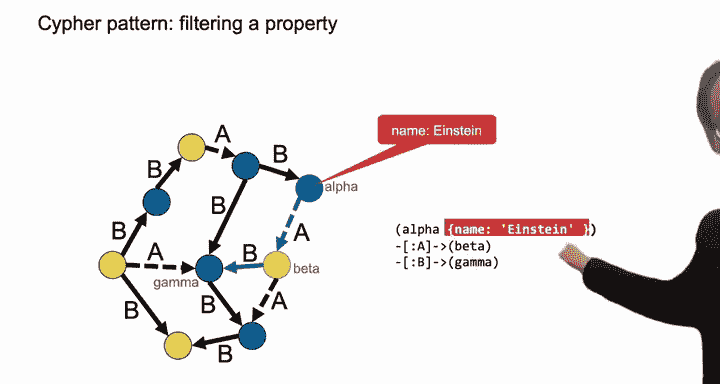 Cypher pattern: filtering a property
name: Einstein
A
B
B
alpha
B
B
A
(alpha {name: 'Einstein' })
-[:A]->(beta)
-[:B]->(gamma)
B
A
B
gamma
beta
B
B
A
B